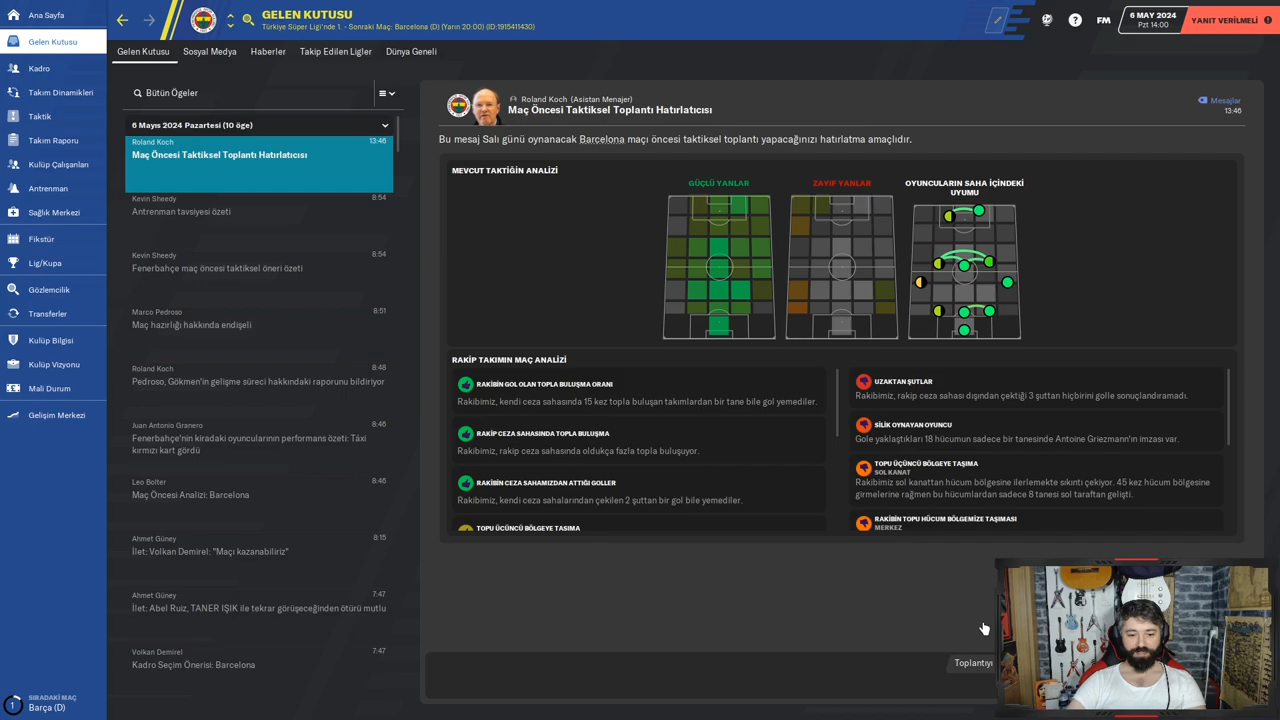 Ana Sayfa
Gelen Kutusu
Kadro
Takım Dinamikleri
Taktik
Takım Raporu
Kulüp Çalışanları
Antrenman
Sağlık Merkezi
Fikstür
Lig/Kupa
Gözlemcilik
Transferler
Kulüp Bilgisi
Kulüp Vizyonu
Mali Durum
Gelişim Merkezi
1
SIRADAKİ MAÇ
Barça (D)
GELEN KUTUSU
Türkiye Süper Ligi'nde 1. - Sonraki Maç: Barcelona (D) (Yarın 20:00) (ID:1915411430)
FM
6 MAY 2024
Pzt 14:00
YANIT VERİLMELİ
Gelen Kutusu
Sosyal Medya
Haberler
Takip Edilen Ligler
Dünya Geneli
Bütün Ögeler
6 Mayıs 2024 Pazartesi (10 öge)
Roland Koch 13:46
Maç Öncesi Taktiksel Toplantı Hatırlatıcısı
Kevin Sheedy 8:54
Antrenman tavsiyesi özeti
Kevin Sheedy 8:54
Fenerbahçe maç öncesi taktiksel öneri özeti
Marco Pedroso 8:51
Maç hazırlığı hakkında endişeli
Roland Koch 8:48
Pedroso, Gökmen'in gelişme süreci hakkındaki raporunu bildiriyor
Juan Antonio Granero 8:46
Fenerbahçe'nin kiradaki oyuncularının performans özeti: Táxi
kırmızı kart gördü
Leo Bolter 8:46
Maç Öncesi Analizi: Barcelona
Ahmet Güney 8:15
İlet: Volkan Demirel: "Maçı kazanabiliriz"
Ahmet Güney 7:47
İlet: Abel Ruiz, TANER IŞIK ile tekrar görüşeceğinden ötürü mutlu
Volkan Demirel 7:47
Kadro Seçim Önerisi: Barcelona
Roland Koch (Asistan Menajer)
Maç Öncesi Taktiksel Toplantı Hatırlatıcısı
Mesajlar
13:46
Bu mesaj Salı günü oynanacak Barcelona maçı öncesi taktiksel toplantı yapacağınızı hatırlatma amaçlıdır.
MEVCUT TAKTİĞİN ANALİZİ
GÜÇLÜ YANLAR
ZAYIF YANLAR
OYUNCULARIN SAHA İÇİNDEKİ
UYUMU
RAKİP TAKIMIN MAÇ ANALİZİ
RAKİBİN GOL OLAN TOPLA BULUŞMA ORANI
Rakibimiz, kendi ceza sahasında 15 kez topla buluşan takımlardan bir tane bile gol yemediler.
RAKİP CEZA SAHASINDA TOPLA BULUŞMA
Rakibimiz, rakip ceza sahasında oldukça fazla topla buluşuyor.
RAKİBİN CEZA SAHAMIZDAN ATTIĞI GOLLER
Rakibimiz, kendi ceza sahalarından çekilen 2 şuttan bir gol bile yemediler.
TOPU ÜÇÜNCÜ BÖLGEYE TAŞIMA
UZAKTAN ŞUTLAR
Rakibimiz, rakip ceza sahası dışından çektiği 3 şuttan hiçbirini golle sonuçlandıramadı.
SİLİK OYNAYAN OYUNCU
Gole yaklaştıkları 18 hücumun sadece bir tanesinde Antoine Griezmann'ın imzası var.
TOPU ÜÇÜNCÜ BÖLGEYE TAŞIMA
SOL KANAT
Rakibimiz sol kanattan hücum bölgesine ilerlemekte sıkıntı çekiyor. 45 kez hücum bölgesine
girmelerine rağmen bu hücumlardan sadece 8 tanesi sol taraftan gelişti.
RAKİBİN TOPU HÜCUM BÖLGEMİZE TAŞIMASI
MERKEZ
Toplantıyı